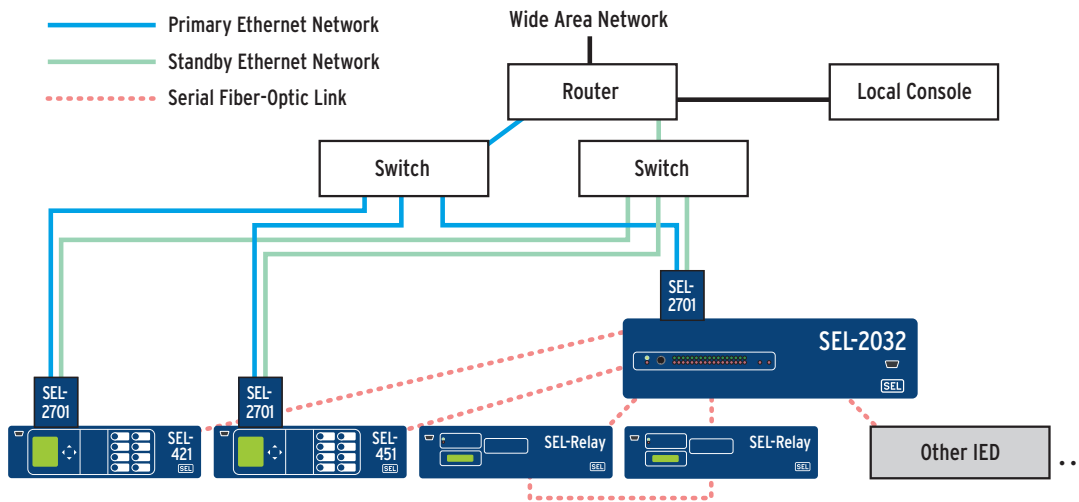 Primary Ethernet Network
Standby Ethernet Network
Serial Fiber-Optic Link
Wide Area Network
Router
Local Console
Switch
Switch
SEL-
2701
SEL-2032
SEL
SEL-
2701
SEL-
421
SEL
SEL-
2701
SEL-
451
SEL
SEL-Relay
SEL
SEL-Relay
SEL
Other IED
..